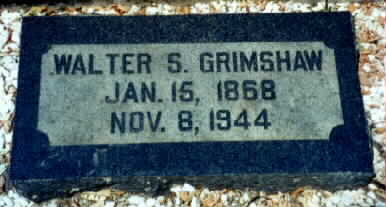 WALTER S. GRIMSHAW
JAN. 15, 1868
NOV. 8, 1944